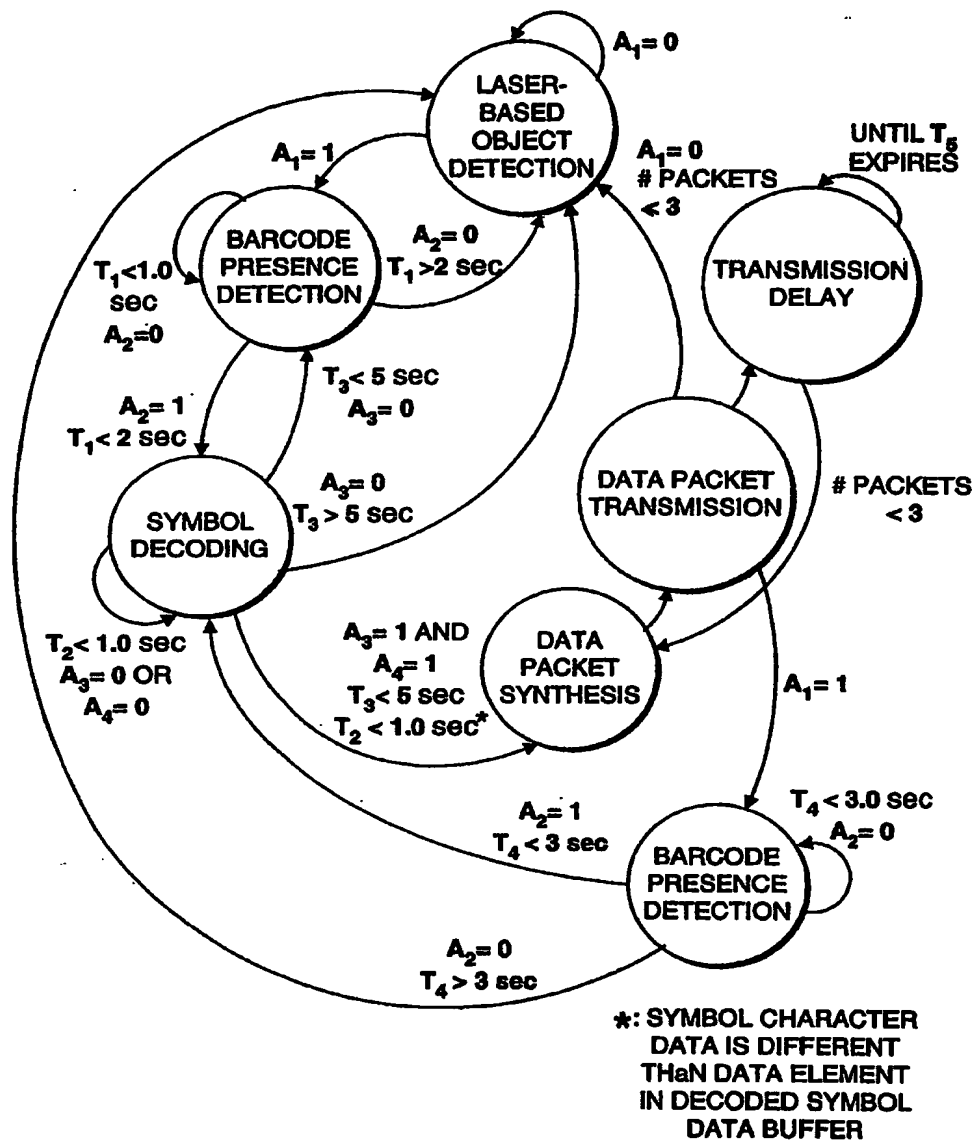 A₁= 0
LASER-
BASED
OBJECT
DETECTION
A₁= 1
A₁= 0
# PACKETS
< 3
UNTIL T₅
EXPIRES
BARCODE
PRESENCE
DETECTION
A₂= 0
T₁ >2 sec
TRANSMISSION
DELAY
T₁<1.0
sec
A₂=0
T₃< 5 sec
A₃= 0
A₂= 1
T₁< 2 sec
SYMBOL
DECODING
A₃= 0
T₃ > 5 sec
DATA PACKET
TRANSMISSION
# PACKETS
< 3
T₂< 1.0 sec
A₃= 0 OR
A₄= 0
A₃= 1 AND
A₄= 1
T₃< 5 sec
T₂ < 1.0 sec*
DATA
PACKET
SYNTHESIS
A₁= 1
A₂= 1
T₄< 3 sec
T₄< 3.0 sec
A₂= 0
BARCODE
PRESENCE
DETECTION
A₂= 0
T₄> 3 sec
*: SYMBOL CHARACTER
DATA IS DIFFERENT
THaN DATA ELEMENT
IN DECODED SYMBOL
DATA BUFFER